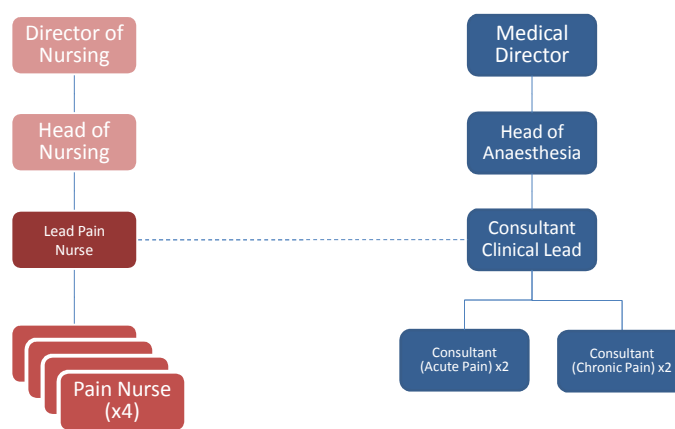 Director of
Nursing
Medical
Director
Head of
Nursing
Head of
Anaesthesia
Lead Pain
Nurse
Consultant
Clinical Lead
Pain Nurse
(x4)
Consultant
(Acute Pain) x2
Consultant
(Chronic Pain) x2